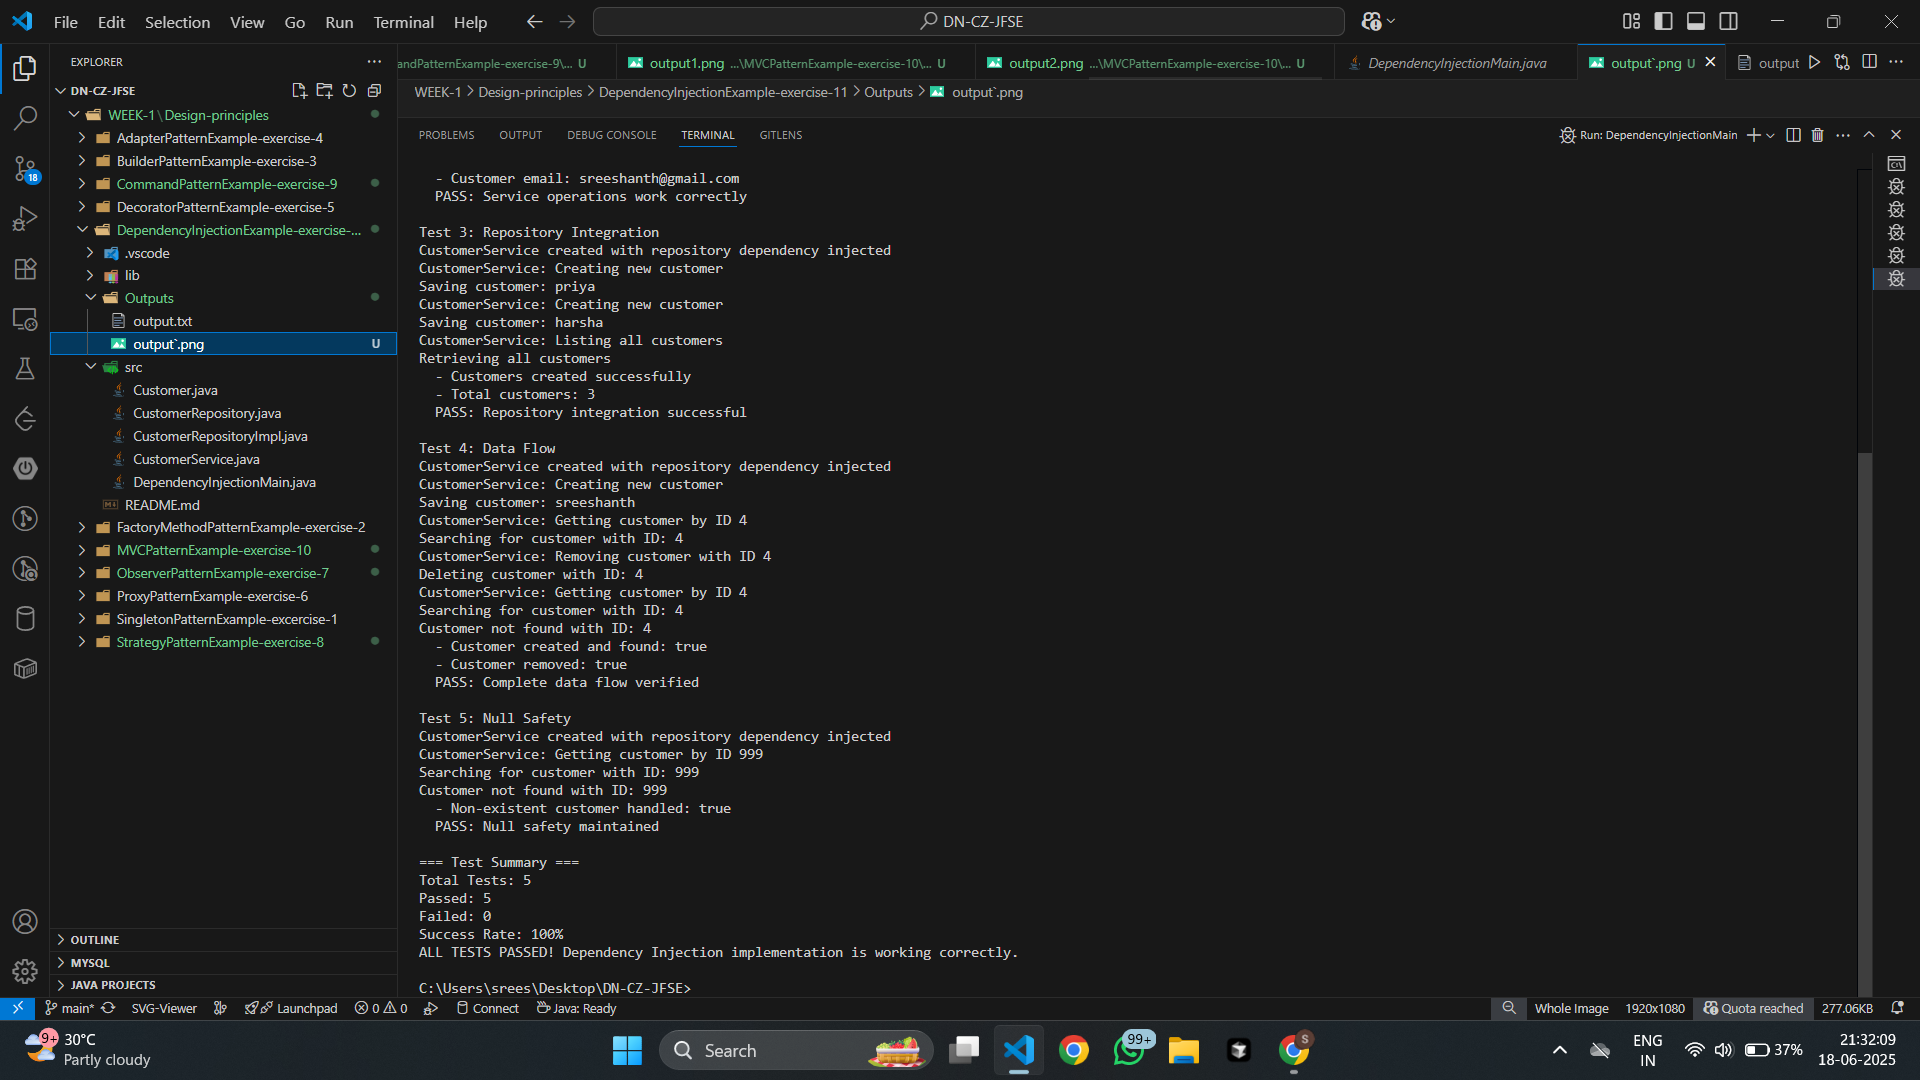 File Edit Selection View Go Run Terminal Help
DN-CZ-JFSE
EXPLORER
andPatternExample-exercise-9\... U
output1.png ...\MVCPatternExample-exercise-10\... U
output2.png ...\MVCPatternExample-exercise-10\... U
DependencyInjectionMain.java
output`.png U
output
WEEK-1 > Design-principles > DependencyInjectionExample-exercise-11 > Outputs > output`.png
DN-CZ-JFSE
WEEK-1\Design-principles
AdapterPatternExample-exercise-4
BuilderPatternExample-exercise-3
CommandPatternExample-exercise-9
DecoratorPatternExample-exercise-5
DependencyInjectionExample-exercise-...
.vscode
lib
Outputs
output.txt
output`.png U
src
Customer.java
CustomerRepository.java
CustomerRepositoryImpl.java
CustomerService.java
DependencyInjectionMain.java
README.md
FactoryMethodPatternExample-exercise-2
MVCPatternExample-exercise-10
ObserverPatternExample-exercise-7
ProxyPatternExample-exercise-6
SingletonPatternExample-excercise-1
StrategyPatternExample-exercise-8
OUTLINE
MYSQL
JAVA PROJECTS
18
PROBLEMS OUTPUT DEBUG CONSOLE TERMINAL GITLENS
Run: DependencyInjectionMain
- Customer email: sreeshanth@gmail.com
PASS: Service operations work correctly
Test 3: Repository Integration
CustomerService created with repository dependency injected
CustomerService: Creating new customer
Saving customer: priya
CustomerService: Creating new customer
Saving customer: harsha
CustomerService: Listing all customers
Retrieving all customers
- Customers created successfully
- Total customers: 3
PASS: Repository integration successful
Test 4: Data Flow
CustomerService created with repository dependency injected
CustomerService: Creating new customer
Saving customer: sreeshanth
CustomerService: Getting customer by ID 4
Searching for customer with ID: 4
CustomerService: Removing customer with ID 4
Deleting customer with ID: 4
CustomerService: Getting customer by ID 4
Searching for customer with ID: 4
Customer not found with ID: 4
- Customer created and found: true
- Customer removed: true
PASS: Complete data flow verified
Test 5: Null Safety
CustomerService created with repository dependency injected
CustomerService: Getting customer by ID 999
Searching for customer with ID: 999
Customer not found with ID: 999
- Non-existent customer handled: true
PASS: Null safety maintained
=== Test Summary ===
Total Tests: 5
Passed: 5
Failed: 0
Success Rate: 100%
ALL TESTS PASSED! Dependency Injection implementation is working correctly.
C:\Users\srees\Desktop\DN-CZ-JFSE>
main* SVG-Viewer Launchpad 0 0 Connect Java: Ready
Whole Image 1920x1080 Quota reached 277.06KB
9+ 30°C
Partly cloudy
Search
99+
S
ENG
IN
37%
21:32:09
18-06-2025